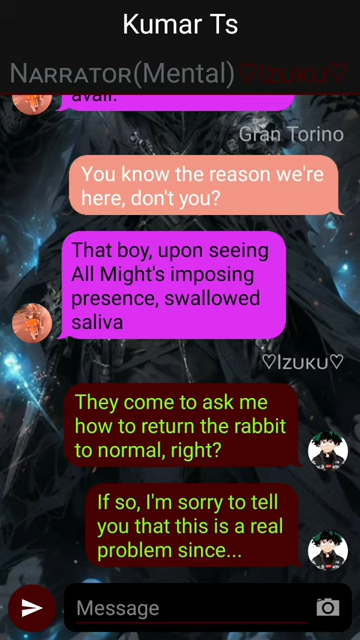 Kumar Ts
Narrator(Mental) ♡Izuku♡
avail.
Gran Torino
You know the reason we're
here, don't you?
That boy, upon seeing
All Might's imposing
presence, swallowed
saliva
♡Izuku♡
They come to ask me
how to return the rabbit
to normal, right?
If so, I'm sorry to tell
you that this is a real
problem since...
Message